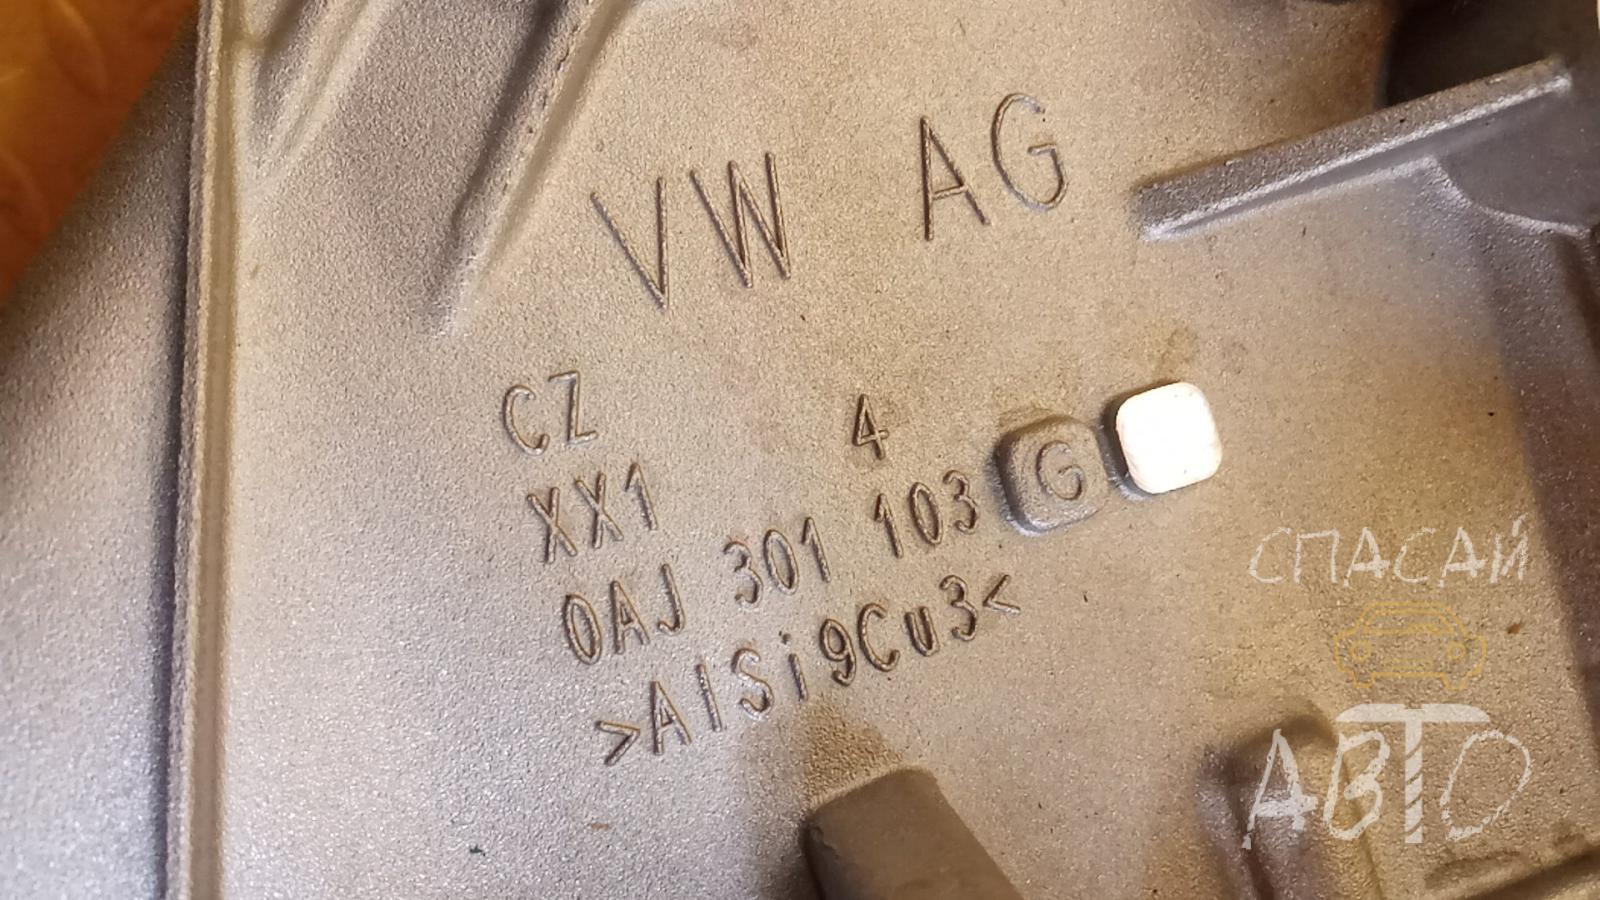 VW AG
CZ 4
XX1
0AJ 301 103 G
>AlSi9Cu3<
СПАСАЙ
АВТО